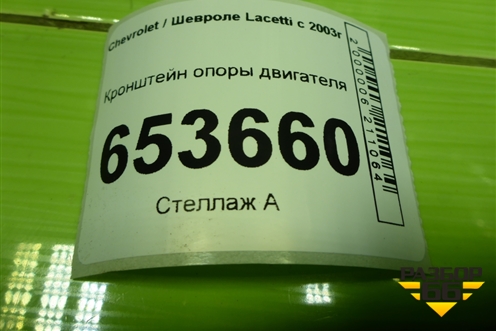 Chevrolet / Шевроле Lacetti с 2003г
Кронштейн опоры двигателя
653660
Стеллаж А
2000006211064
РАЗБОР
66